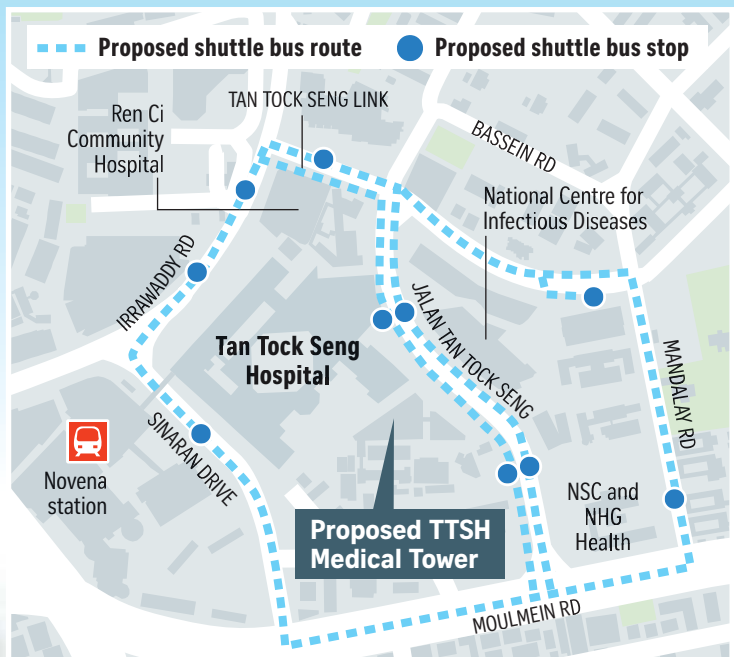 Proposed shuttle bus route
Proposed shuttle bus stop
TAN TOCK SENG LINK
Ren Ci
Community
Hospital
BASSEIN RD
National Centre for
Infectious Diseases
IRRAWADDY RD
Tan Tock Seng
Hospital
JALAN TAN TOCK SENG
MANDALAY RD
SINARAN DRIVE
Novena
station
NSC and
NHG
Health
Proposed TTSH
Medical Tower
MOULMEIN RD